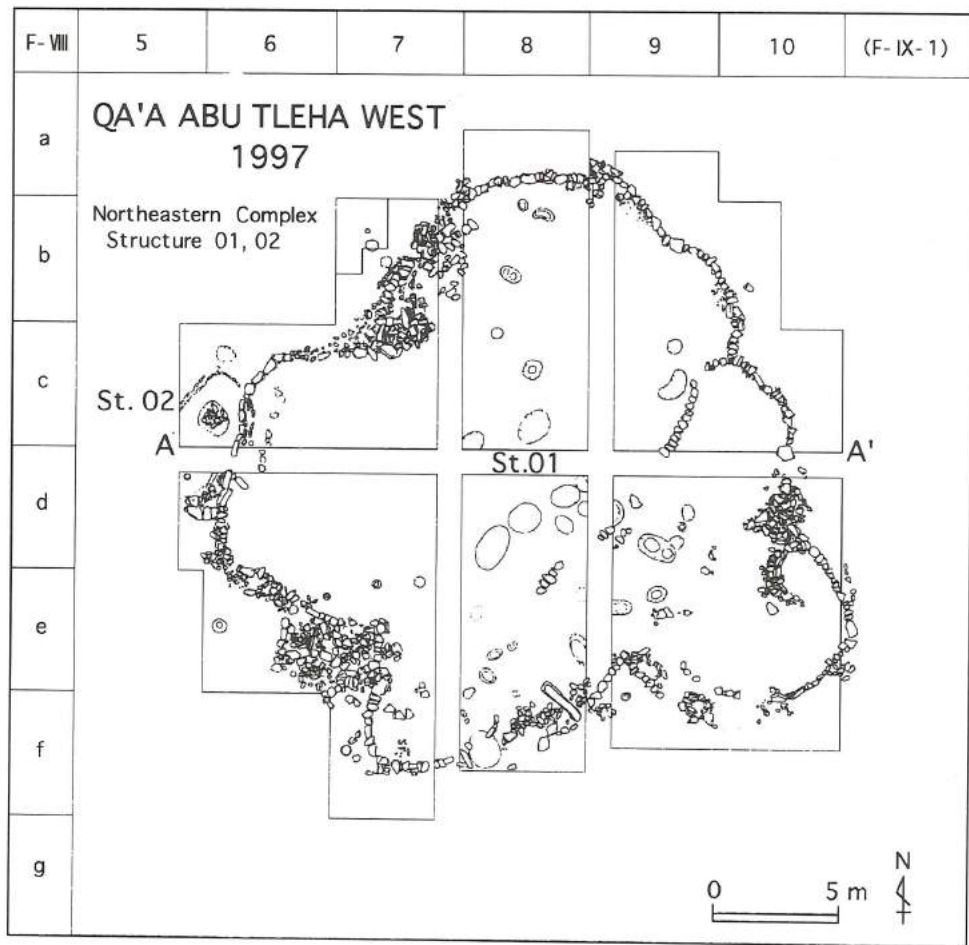 F-VIII 5 6 7 8 9 10 (F-IX-1)
a
QA'A ABU TLEHA WEST
1997
b
Northeastern Complex
Structure 01, 02
c
St. 02
A
St.01
A'
d
e
f
g
N
0 5 m